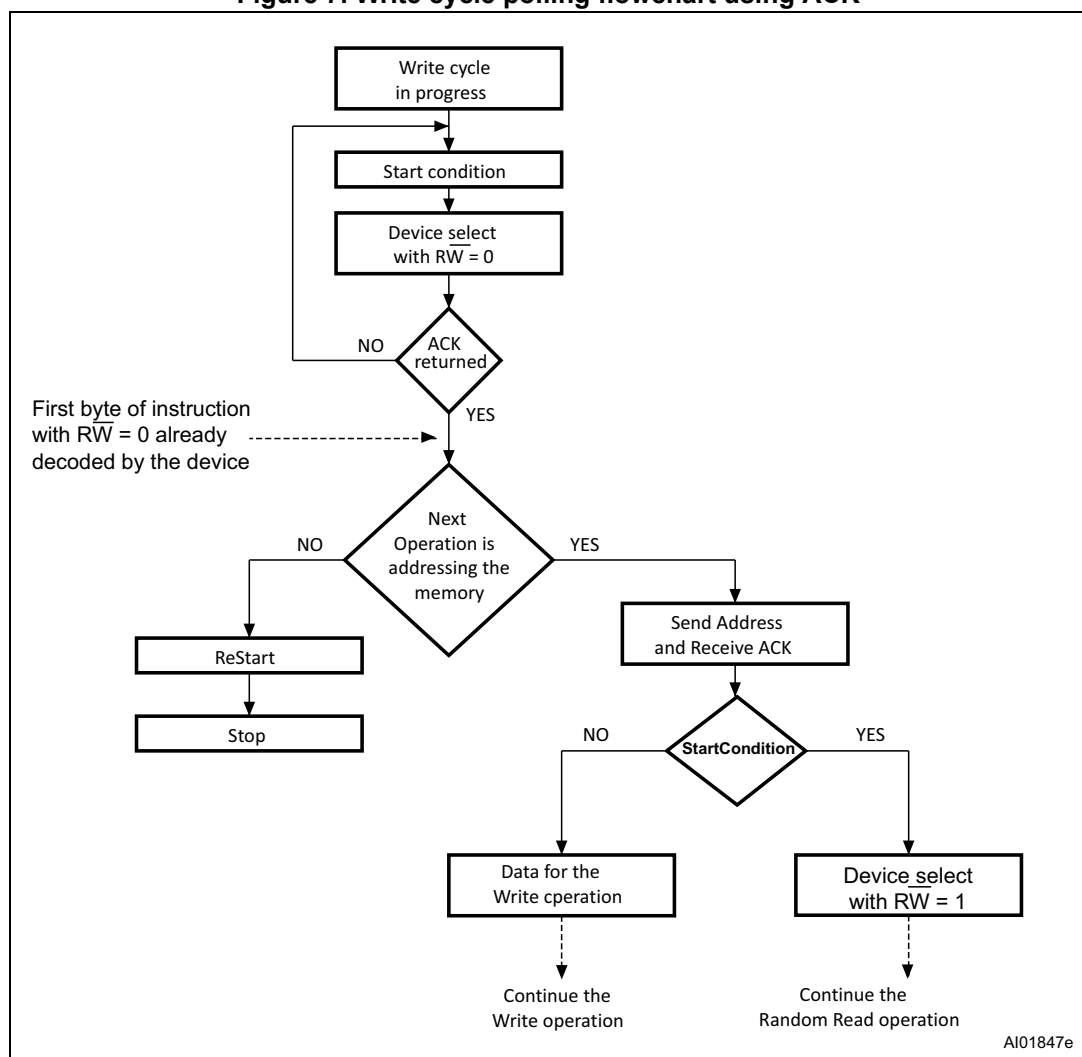 Figure 7. Write cycle polling flowchart using ACK
Write cycle
in progress
Start condition
Device select
with RW̅ = 0
NO
ACK
returned
YES
First byte of instruction
with RW̅ = 0 already
decoded by the device
NO
Next
Operation is
addressing the
memory
YES
Send Address
and Receive ACK
ReStart
Stop
NO
StartCondition
YES
Data for the
Write cperation
Device select
with RW̅ = 1
Continue the
Write operation
Continue the
Random Read operation
AI01847e